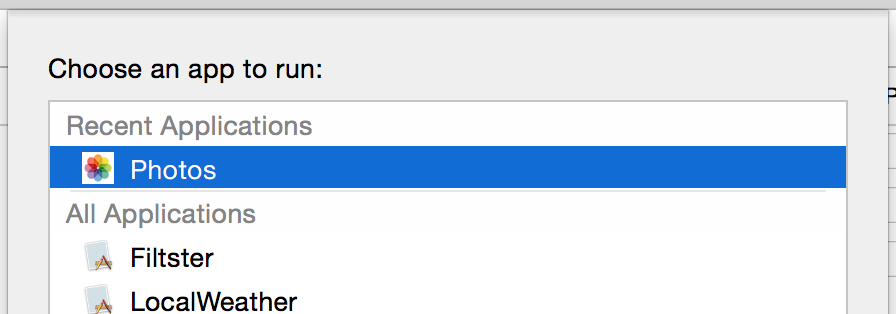 Choose an app to run:
Recent Applications
Photos
All Applications
Filtster
LocalWeather